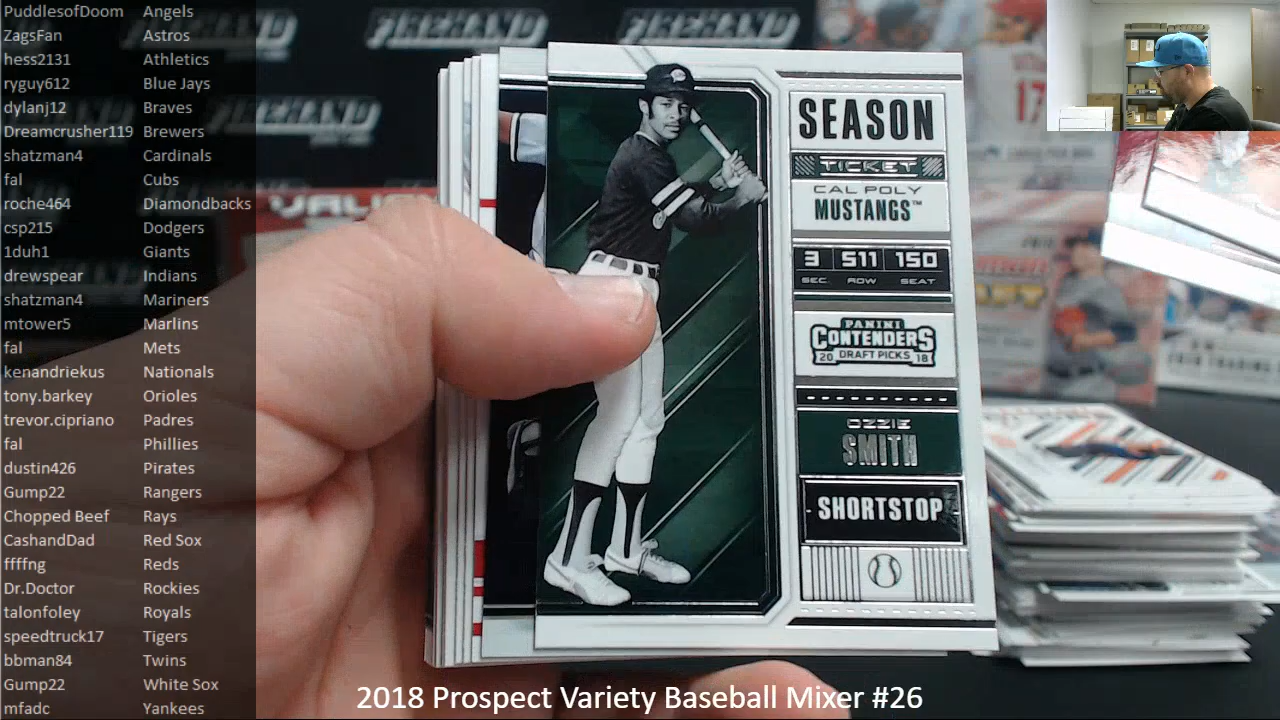 PuddlesofDoom Angels
ZagsFan Astros
hess2131 Athletics
ryguy612 Blue Jays
dylanj12 Braves
Dreamcrusher119 Brewers
shatzman4 Cardinals
fal Cubs
roche464 Diamondbacks
csp215 Dodgers
1duh1 Giants
drewspear Indians
shatzman4 Mariners
mtower5 Marlins
fal Mets
kenandriekus Nationals
tony.barkey Orioles
trevor.cipriano Padres
fal Phillies
dustin426 Pirates
Gump22 Rangers
Chopped Beef Rays
CashandDad Red Sox
ffffng Reds
Dr.Doctor Rockies
talonfoley Royals
speedtruck17 Tigers
bbman84 Twins
Gump22 White Sox
mfadc Yankees
FIREHAND FIREHAND
SEASON
TICKET
CAL POLY
MUSTANGS™
3 511 150
SEC. ROW SEAT
PANINI
CONTENDERS
20 DRAFT PICKS 18
OZZIE
SMITH
SHORTSTOP
17
2018 Prospect Variety Baseball Mixer #26